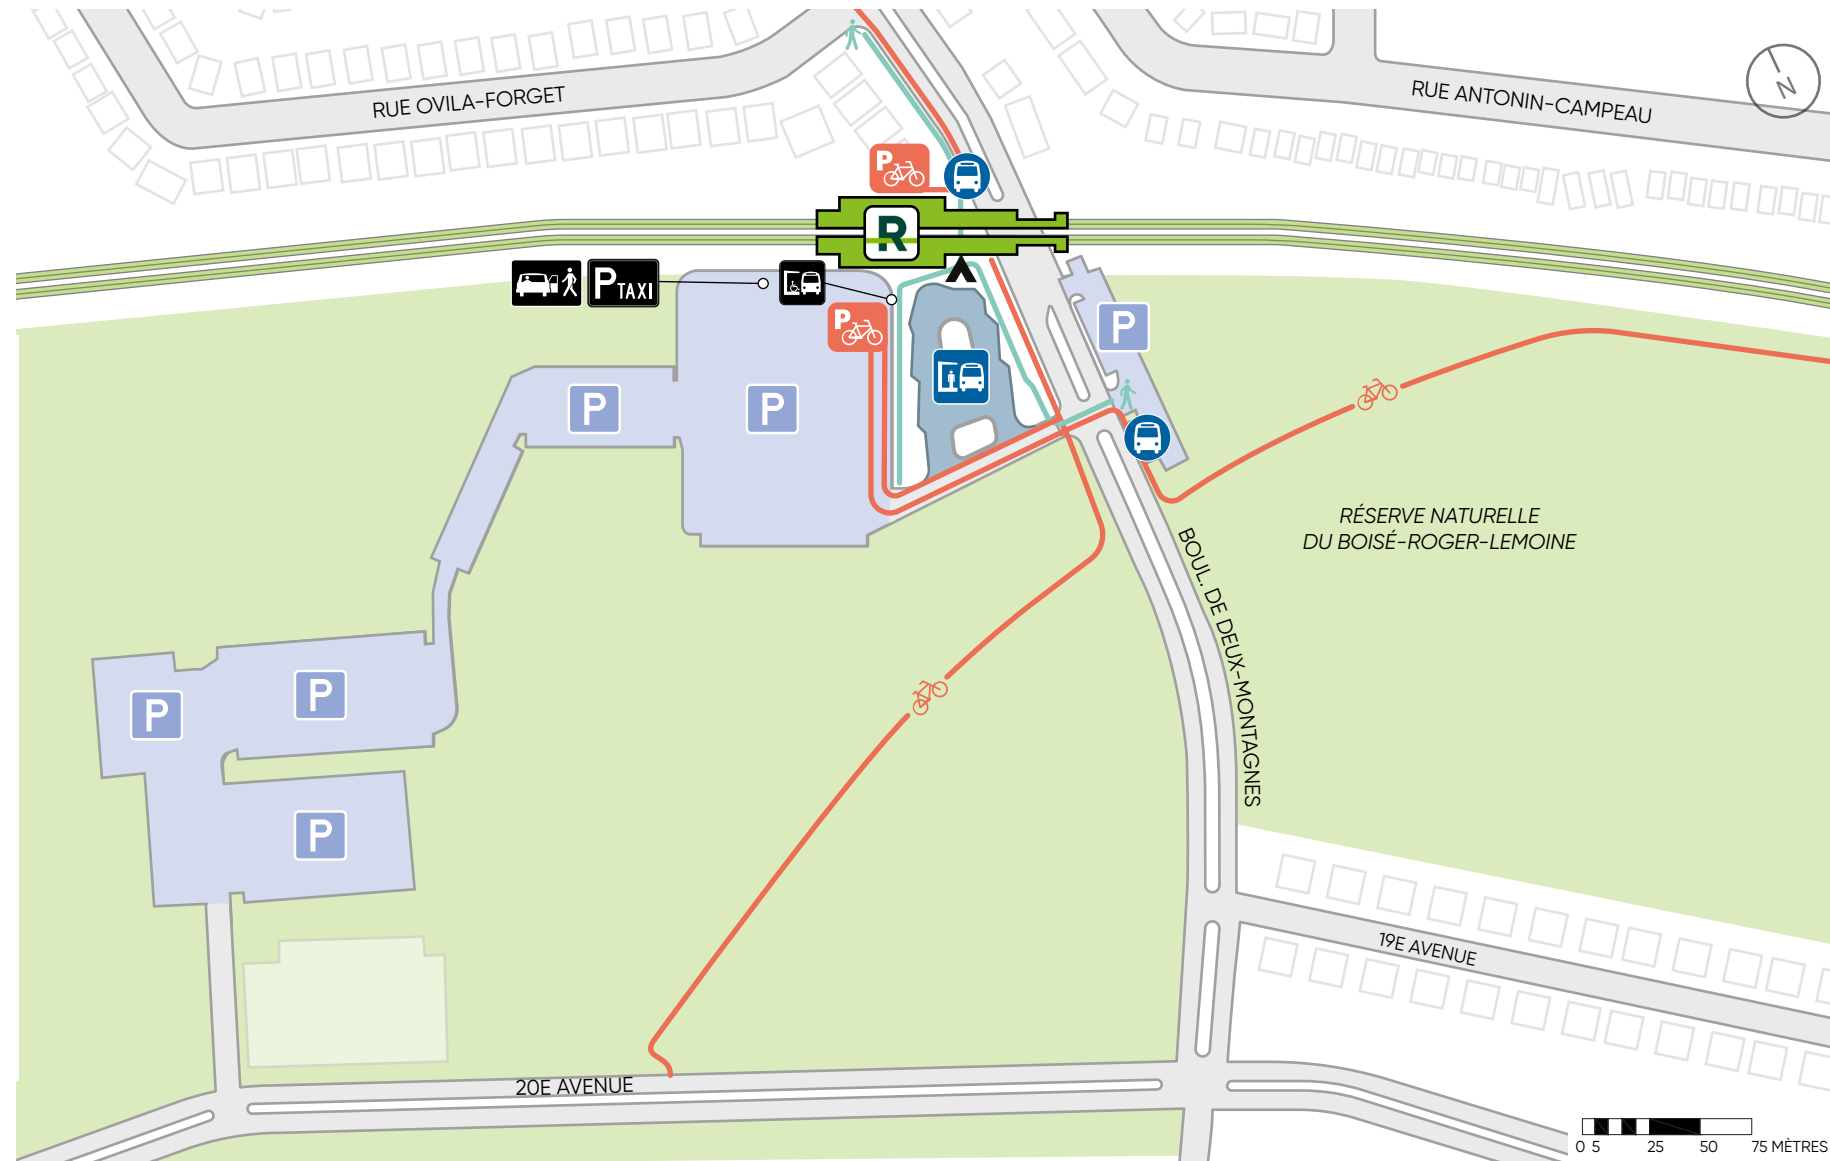 RUE OVILA-FORGET
RUE ANTONIN-CAMPEAU
N
P
R
P TAXI
P
P
P
P
RÉSERVE NATURELLE
DU BOISÉ-ROGER-LEMOINE
BOUL. DE DEUX-MONTAGNES
P
P
P
19E AVENUE
20E AVENUE
0 5 25 50 75 MÈTRES